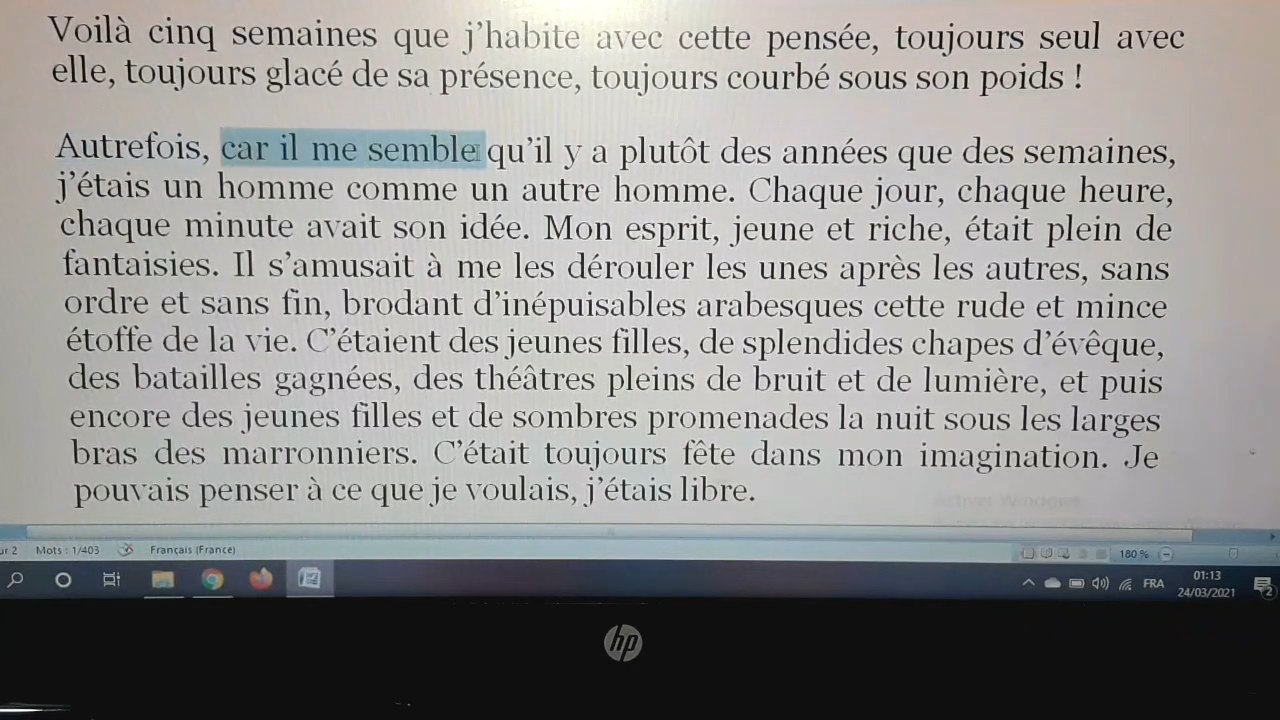 Voilà cinq semaines que j'habite avec cette pensée, toujours seul avec
elle, toujours glacé de sa présence, toujours courbé sous son poids !
Autrefois, car il me semble qu'il y a plutôt des années que des semaines,
j'étais un homme comme un autre homme. Chaque jour, chaque heure,
chaque minute avait son idée. Mon esprit, jeune et riche, était plein de
fantaisies. Il s'amusait à me les dérouler les unes après les autres, sans
ordre et sans fin, brodant d'inépuisables arabesques cette rude et mince
étoffe de la vie. C'étaient des jeunes filles, de splendides chapes d'évêque,
des batailles gagnées, des théâtres pleins de bruit et de lumière, et puis
encore des jeunes filles et de sombres promenades la nuit sous les larges
bras des marronniers. C'était toujours fête dans mon imagination. Je
pouvais penser à ce que je voulais, j'étais libre.
Activer Windows
ur 2 Mots : 1/403 Français (France) 180 %
FRA 01:13
24/03/2021 2
hp